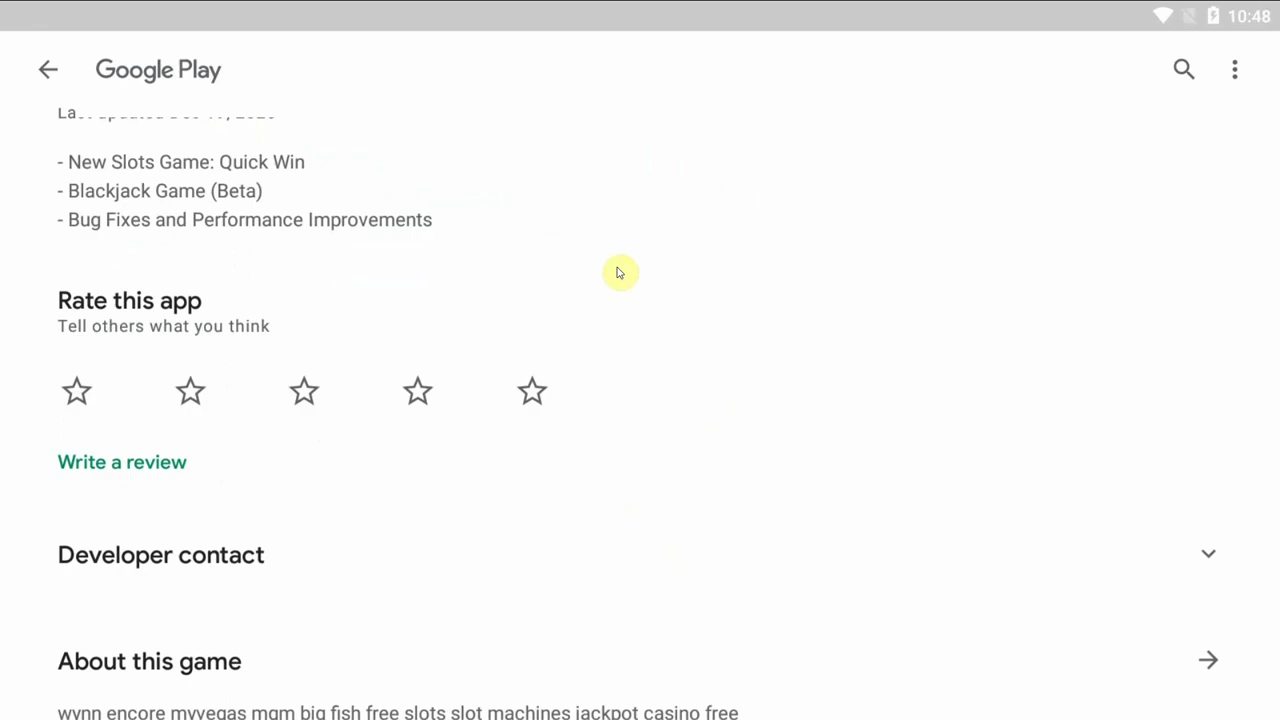 10:48
Google Play
- New Slots Game: Quick Win
- Blackjack Game (Beta)
- Bug Fixes and Performance Improvements
Rate this app
Tell others what you think
Write a review
Developer contact
About this game
wynn encore myvegas mgm big fish free slots slot machines jackpot casino free